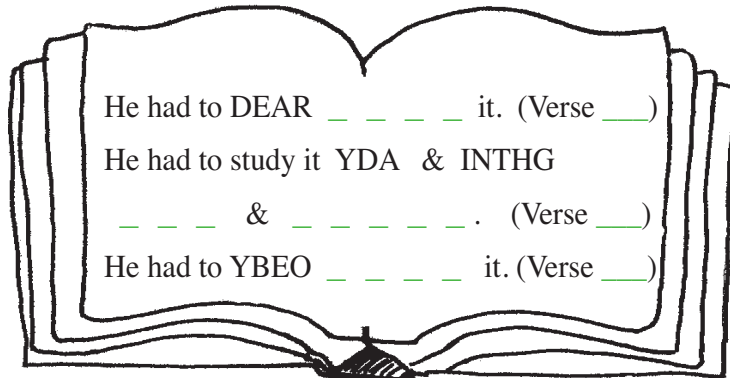 He had to DEAR _ _ _ _ it. (Verse ___)
He had to study it YDA & INTHG
_ _ _ & _ _ _ _ _ . (Verse ___)
He had to YBEO _ _ _ _ it. (Verse ___)